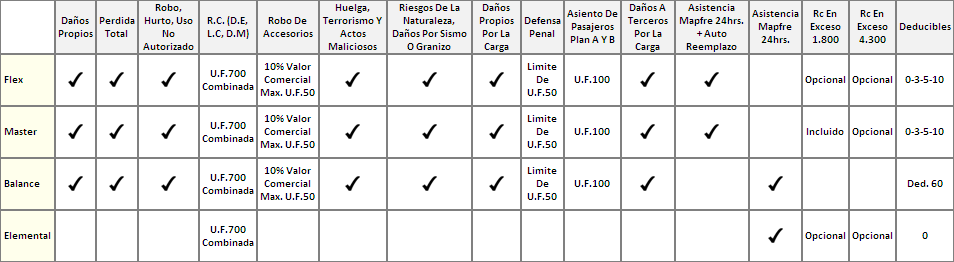 Daños Propios
Perdida Total
Robo, Hurto, Uso No Autorizado
R.C. (D.E, L.C, D.M)
Robo De Accesorios
Huelga, Terrorismo Y Actos Maliciosos
Riesgos De La Naturaleza, Daños Por Sismo O Granizo
Daños Propios Por La Carga
Defensa Penal
Asiento De Pasajeros Plan A Y B
Daños A Terceros Por La Carga
Asistencia Mapfre 24hrs. + Auto Reemplazo
Asistencia Mapfre 24hrs.
Rc En Exceso 1.800
Rc En Exceso 4.300
Deducibles
Flex
✓ ✓ ✓
U.F.700 Combinada
10% Valor Comercial Max. U.F.50
✓ ✓ ✓
Limite De U.F.50
U.F.100
✓ ✓
Opcional
Opcional
0-3-5-10
Master
✓ ✓ ✓
U.F.700 Combinada
10% Valor Comercial Max. U.F.50
✓ ✓ ✓
Limite De U.F.50
U.F.100
✓ ✓
Incluido
Opcional
0-3-5-10
Balance
✓ ✓ ✓
U.F.700 Combinada
10% Valor Comercial Max. U.F.50
✓ ✓ ✓
Limite De U.F.50
U.F.100
✓ ✓
Ded. 60
Elemental
U.F.700 Combinada
✓
Opcional
Opcional
0